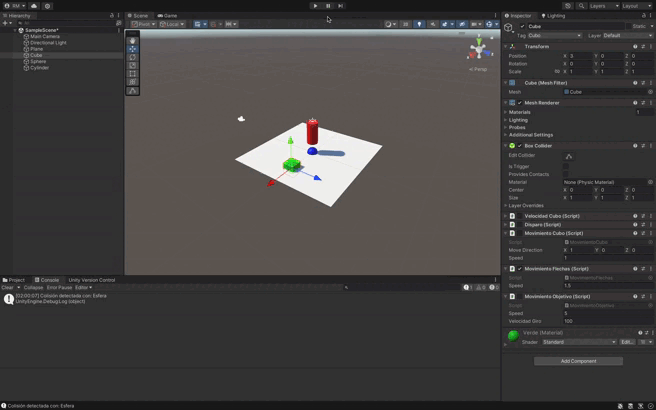 RM
Layers
Layout
Hierarchy
All
SampleScene*
Main Camera
Directional Light
Plane
Cube
Sphere
Cylinder
Scene
Game
Pivot
Local
Persp
Project
Console
Unity Version Control
Clear
Collapse
Error Pause
Editor
1
0
0
[02:00:07] Colisión detectada con: Esfera
UnityEngine.Debug:Log (object)
Inspector
Lighting
Cube
Static
Tag Cubo
Layer Default
Transform
Position X 3 Y 0 Z 0
Rotation X 0 Y 0 Z 0
Scale X 1 Y 1 Z 1
Cube (Mesh Filter)
Mesh Cube
Mesh Renderer
Materials 1
Lighting
Probes
Additional Settings
Box Collider
Edit Collider
Is Trigger
Provides Contacts
Material None (Physic Material)
Center X 0 Y 0 Z 0
Size X 1 Y 1 Z 1
Layer Overrides
Velocidad Cubo (Script)
Disparo (Script)
Movimiento Cubo (Script)
Script MovimientoCubo
Move Direction X 1 Y 0 Z 0
Speed 1
Movimiento Flechas (Script)
Script MovimientoFlechas
Speed 1.5
Movimiento Objetivo (Script)
Script MovimientoObjetivo
Speed 5
Velocidad Giro 100
Verde (Material)
Shader Standard Edit...
Add Component
Colisión detectada con: Esfera